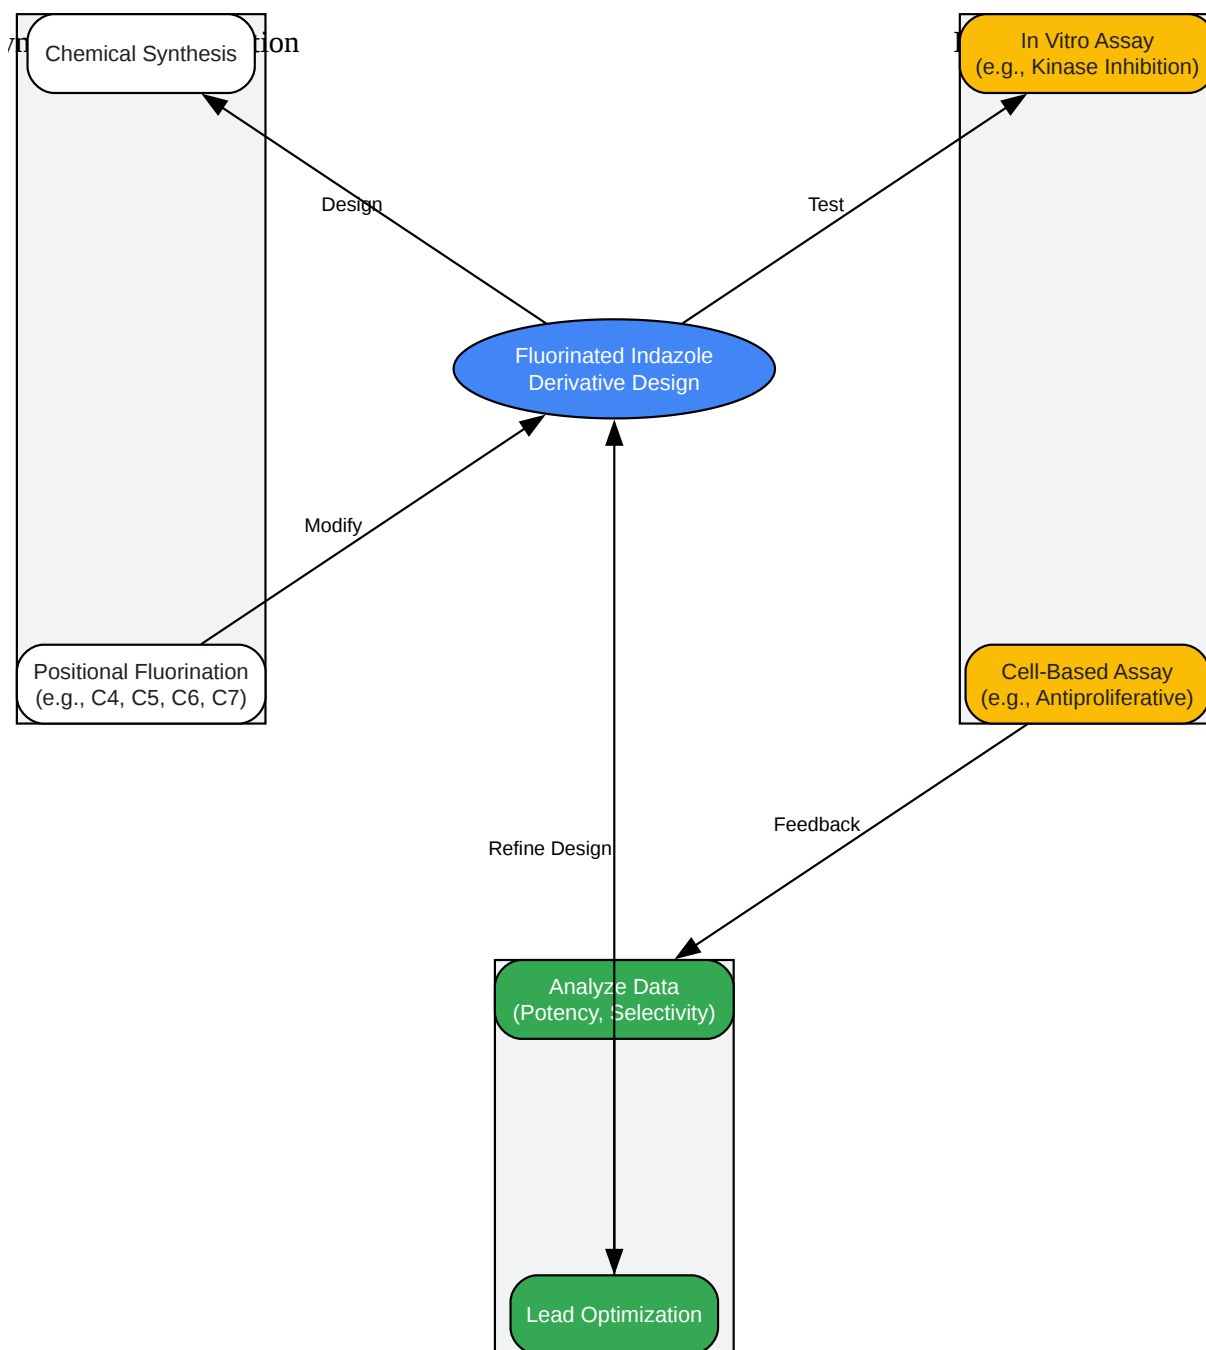 Chemical Synthesis
In Vitro Assay
(e.g., Kinase Inhibition)
Design
Test
Fluorinated Indazole
Derivative Design
Modify
Positional Fluorination
(e.g., C4, C5, C6, C7)
Cell-Based Assay
(e.g., Antiproliferative)
Feedback
Refine Design
Analyze Data
(Potency, Selectivity)
Lead Optimization